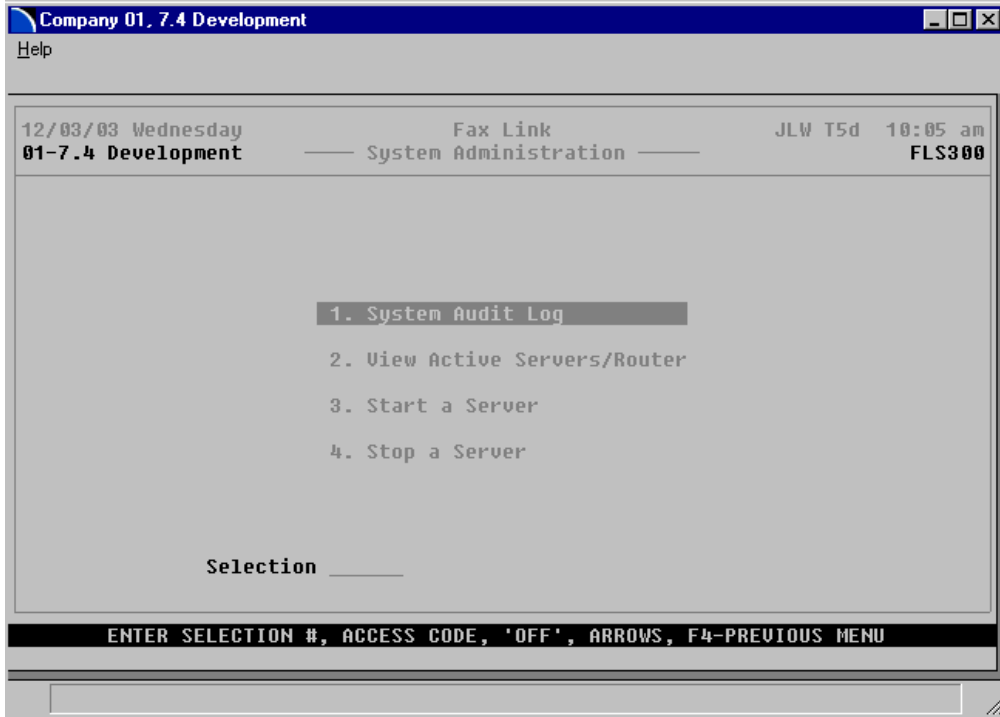 Company 01, 7.4 Development
Help
12/03/03 Wednesday Fax Link JLW T5d 10:05 am
01-7.4 Development —— System Administration —— FLS300
1. System Audit Log
2. View Active Servers/Router
3. Start a Server
4. Stop a Server
Selection ______
ENTER SELECTION #, ACCESS CODE, 'OFF', ARROWS, F4-PREVIOUS MENU